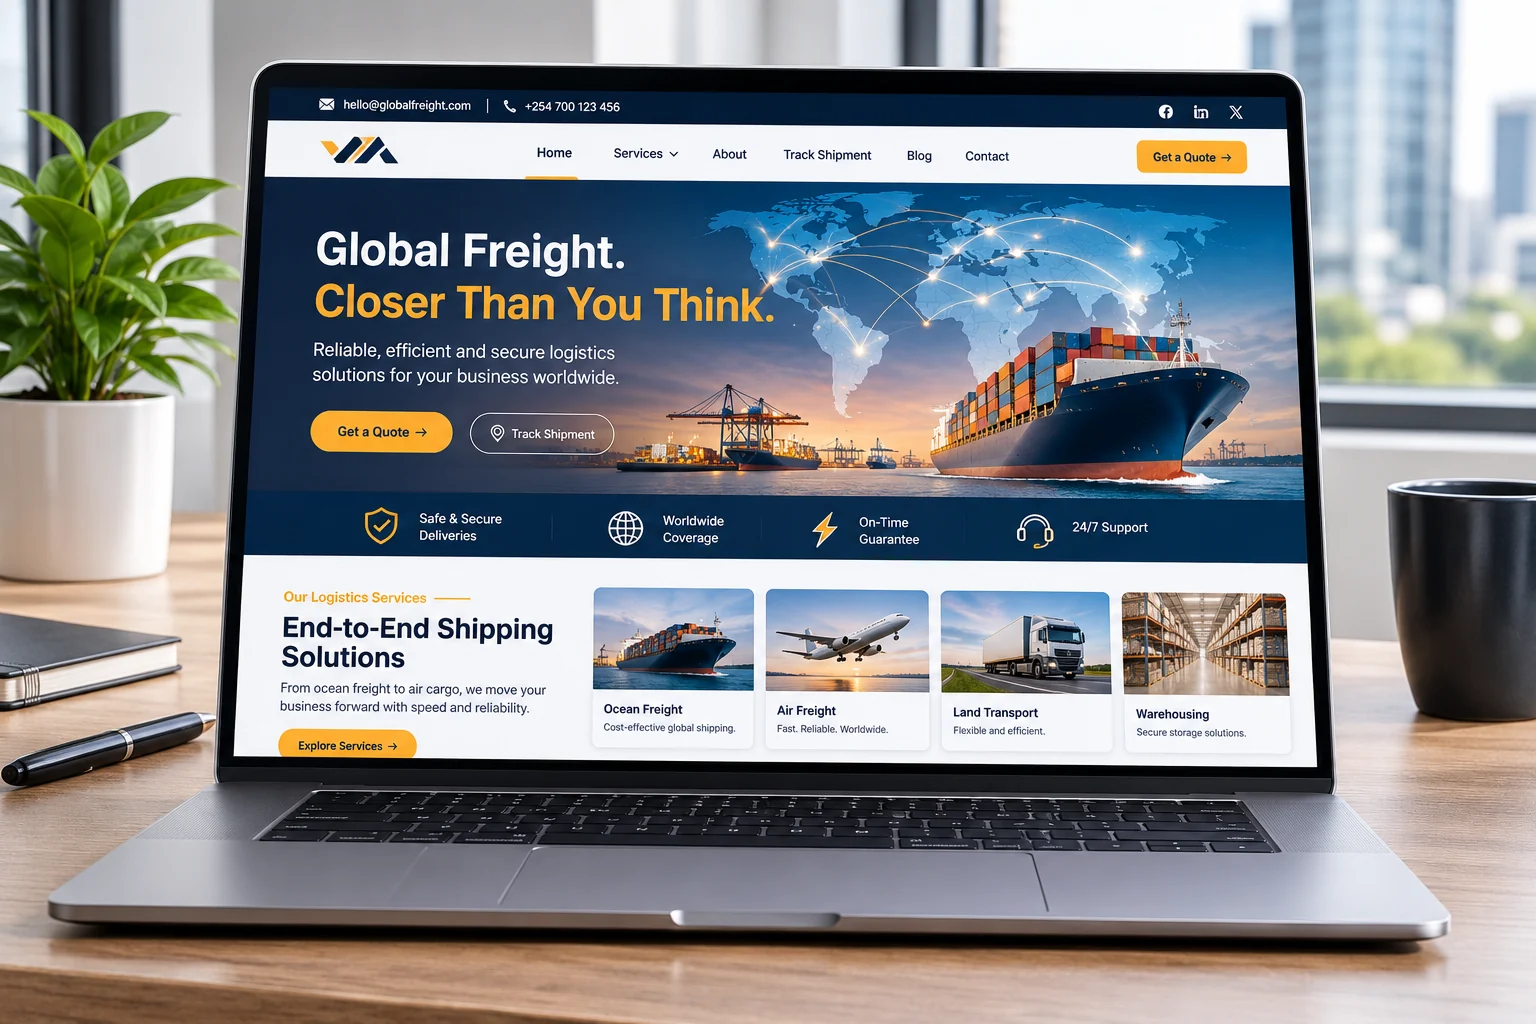 hello@globalfreight.com
+254 700 123 456
Home
Services
About
Track Shipment
Blog
Contact
Get a Quote →
Global Freight.
Closer Than You Think.
Reliable, efficient and secure logistics
solutions for your business worldwide.
Get a Quote →
Track Shipment
Safe & Secure
Deliveries
Worldwide
Coverage
On-Time
Guarantee
24/7 Support
Our Logistics Services
End-to-End Shipping
Solutions
From ocean freight to air cargo, we move your
business forward with speed and reliability.
Explore Services →
Ocean Freight
Cost-effective global shipping.
Air Freight
Fast. Reliable. Worldwide.
Land Transport
Flexible and efficient.
Warehousing
Secure storage solutions.